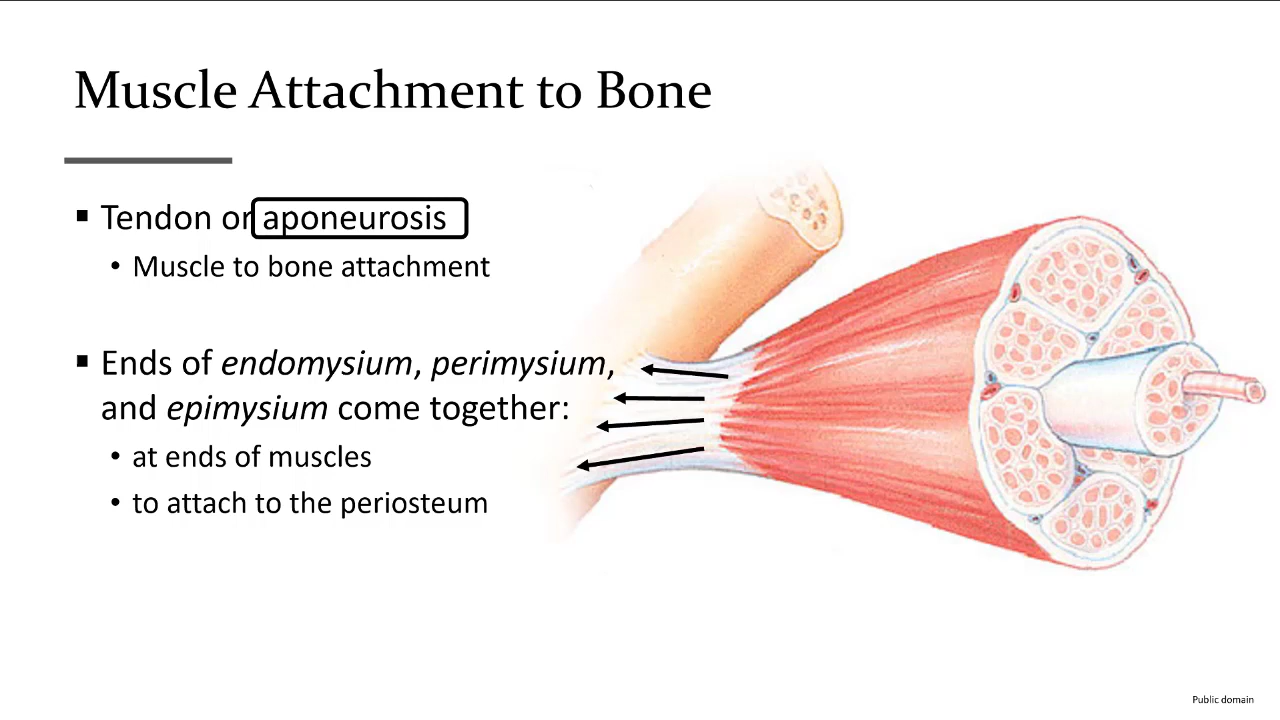 Muscle Attachment to Bone
▪ Tendon or aponeurosis
• Muscle to bone attachment
▪ Ends of endomysium, perimysium,
and epimysium come together:
• at ends of muscles
• to attach to the periosteum
Public domain